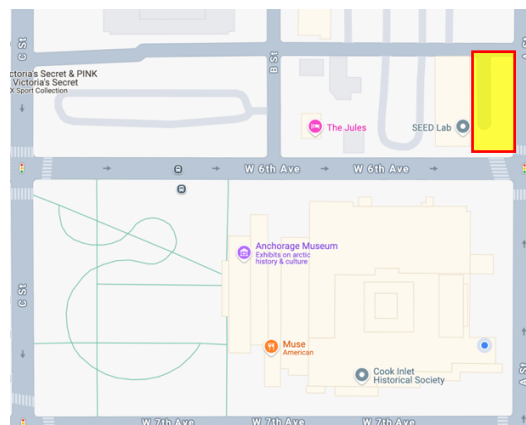 C St
B St
A St
ctoria's Secret & PINK
Victoria's Secret
X Sport Collection
The Jules
SEED Lab
W 6th Ave
W 6th Ave
Anchorage Museum
Exhibits on arctic
history & culture
C St
Muse
American
Cook Inlet
Historical Society
A St
W 7th Ave
W 7th Ave
W 7th Ave